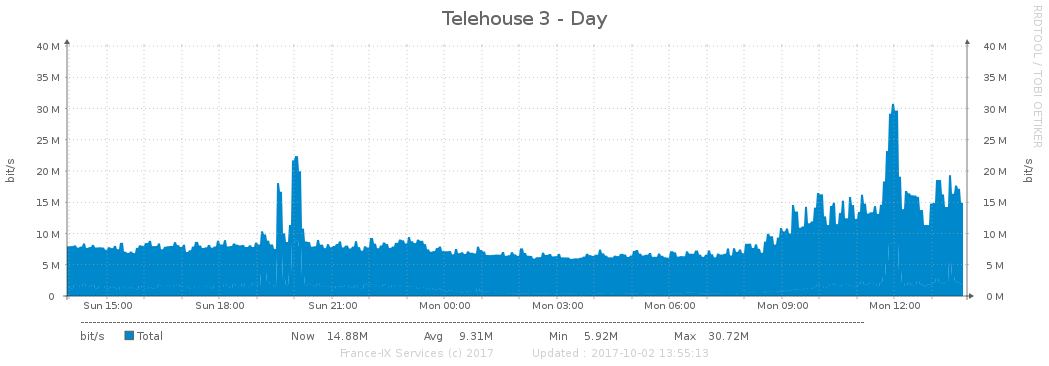 Telehouse 3 - Day
RRDTOOL / TOBI OETIKER
bit/s
bit/s
40 M 40 M
35 M 35 M
30 M 30 M
25 M 25 M
20 M 20 M
15 M 15 M
10 M 10 M
5 M 5 M
0 0 M
Sun 15:00 Sun 18:00 Sun 21:00 Mon 00:00 Mon 03:00 Mon 06:00 Mon 09:00 Mon 12:00
bit/s Total Now 14.88M Avg 9.31M Min 5.92M Max 30.72M
France-IX Services (c) 2017 Updated : 2017-10-02 13:55:13